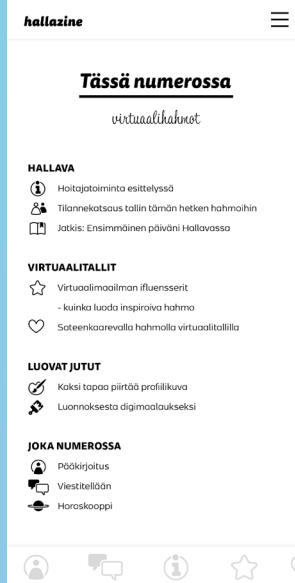 hallazine
Tässä numerossa
virtuaalihahmot
HALLAVA
Hoitajatoiminta esittelyssä
Tilannekatsaus tallin tämän hetken hahmoihin
Jatkis: Ensimmäinen päiväni Hallavassa
VIRTUAALITALLIT
Virtuaalimaailman ifluensserit
- kuinka luoda inspiroiva hahmo
Sateenkaarevalla hahmolla virtuaalitallilla
LUOVAT JUTUT
Kaksi tapaa piirtää profiilikuva
Luonnoksesta digimaalaukseksi
JOKA NUMEROSSA
Pääkirjoitus
Viestitellään
Horoskooppi